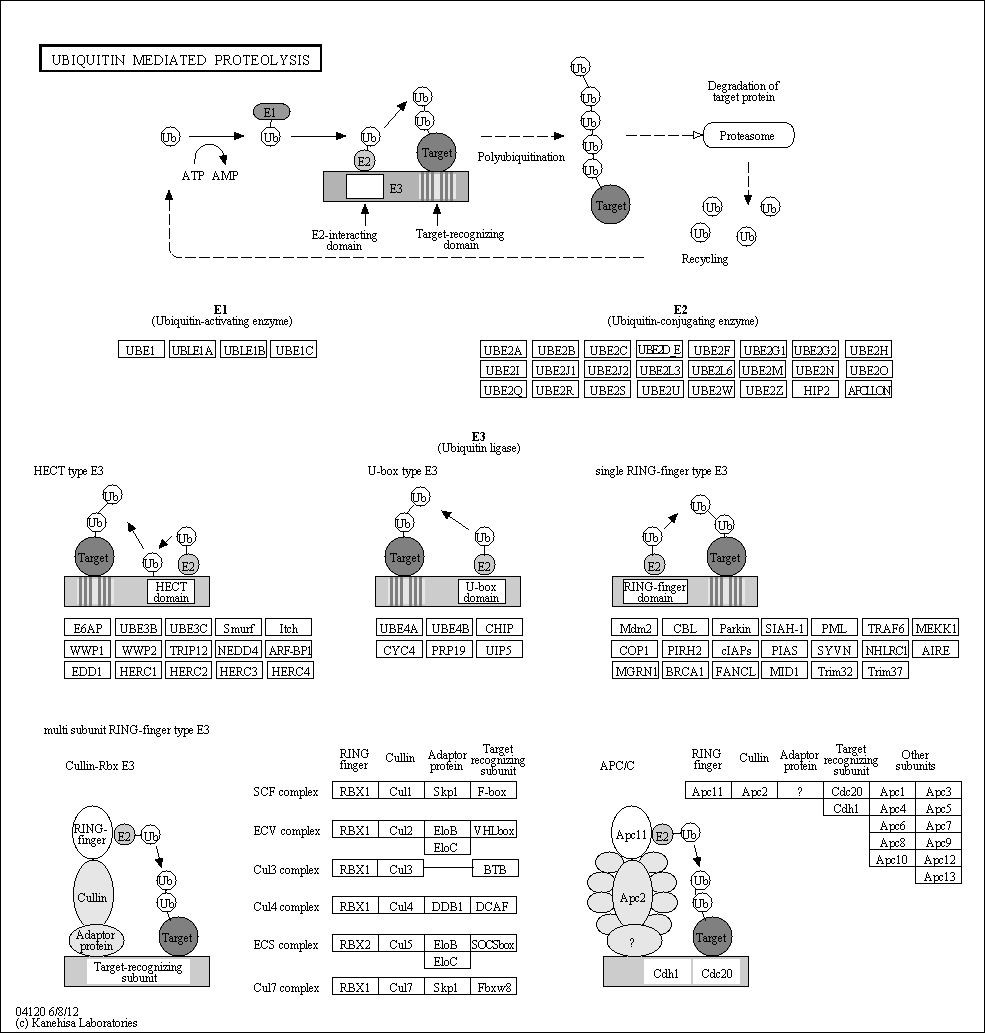 UBIQUITIN MEDIATED PROTEOLYSIS
Ub
ATP AMP
E1
Ub
Ub
E2
Ub
Ub
Target
E3
E2-interacting
domain
Target-recognizing
domain
Polyubiquitination
Ub
Ub
Ub
Ub
Ub
Target
Degradation of
target protein
Proteasome
Ub
Ub
Ub
Ub
Recycling
E1
(Ubiquitin-activating enzyme)
UBE1 UBLE1A UBLE1B UBE1C
E2
(Ubiquitin-conjugating enzyme)
UBE2A UBE2B UBE2C UBE2D_E UBE2F UBE2G1 UBE2G2 UBE2H
UBE2I UBE2J1 UBE2J2 UBE2L3 UBE2L6 UBE2M UBE2N UBE2O
UBE2Q UBE2R UBE2S UBE2U UBE2W UBE2Z HIP2 APOLLON
E3
(Ubiquitin ligase)
HECT type E3
Ub
Ub
Target
Ub
Ub
E2
HECT
domain
E6AP UBE3B UBE3C Smurf Itch
WWP1 WWP2 TRIP12 NEDD4 ARF-BP1
EDD1 HERC1 HERC2 HERC3 HERC4
U-box type E3
Ub
Ub
Target
Ub
E2
U-box
domain
UBE4A UBE4B CHIP
CYC4 PRP19 UIP5
single RING-finger type E3
Ub
Ub
Ub
E2
Target
RING-finger
domain
Mdm2 CBL Parkin SIAH-1 PML TRAF6 MEKK1
COP1 PIRH2 cIAPs PIAS SYVN NHLRC1 AIRE
MGRN1 BRCA1 FANCL MID1 Trim32 Trim37
multi subunit RING-finger type E3
Cullin-Rbx E3
RING-
finger
E2
Ub
Cullin
Ub
Ub
Adaptor
protein
Target
Target-recognizing
subunit
RING
finger
Cullin
Adaptor
protein
Target
recognizing
subunit
SCF complex RBX1 Cul1 Skp1 F-box
ECV complex RBX1 Cul2 EloB VHLbox
EloC
Cul3 complex RBX1 Cul3 BTB
Cul4 complex RBX1 Cul4 DDB1 DCAF
ECS complex RBX2 Cul5 EloB SOCSbox
EloC
Cul7 complex RBX1 Cul7 Skp1 Fbxw8
APC/C
RING
finger
Cullin
Adaptor
protein
Target
recognizing
subunit
Other
subunits
Apc11 Apc2 ? Cdc20 Apc1 Apc3
Cdh1 Apc4 Apc5
Apc6 Apc7
Apc8 Apc9
Apc10 Apc12
Apc13
Apc11
E2
Ub
Apc2
Ub
Ub
?
Target
Cdh1 Cdc20
04120 6/8/12
(c) Kanehisa Laboratories